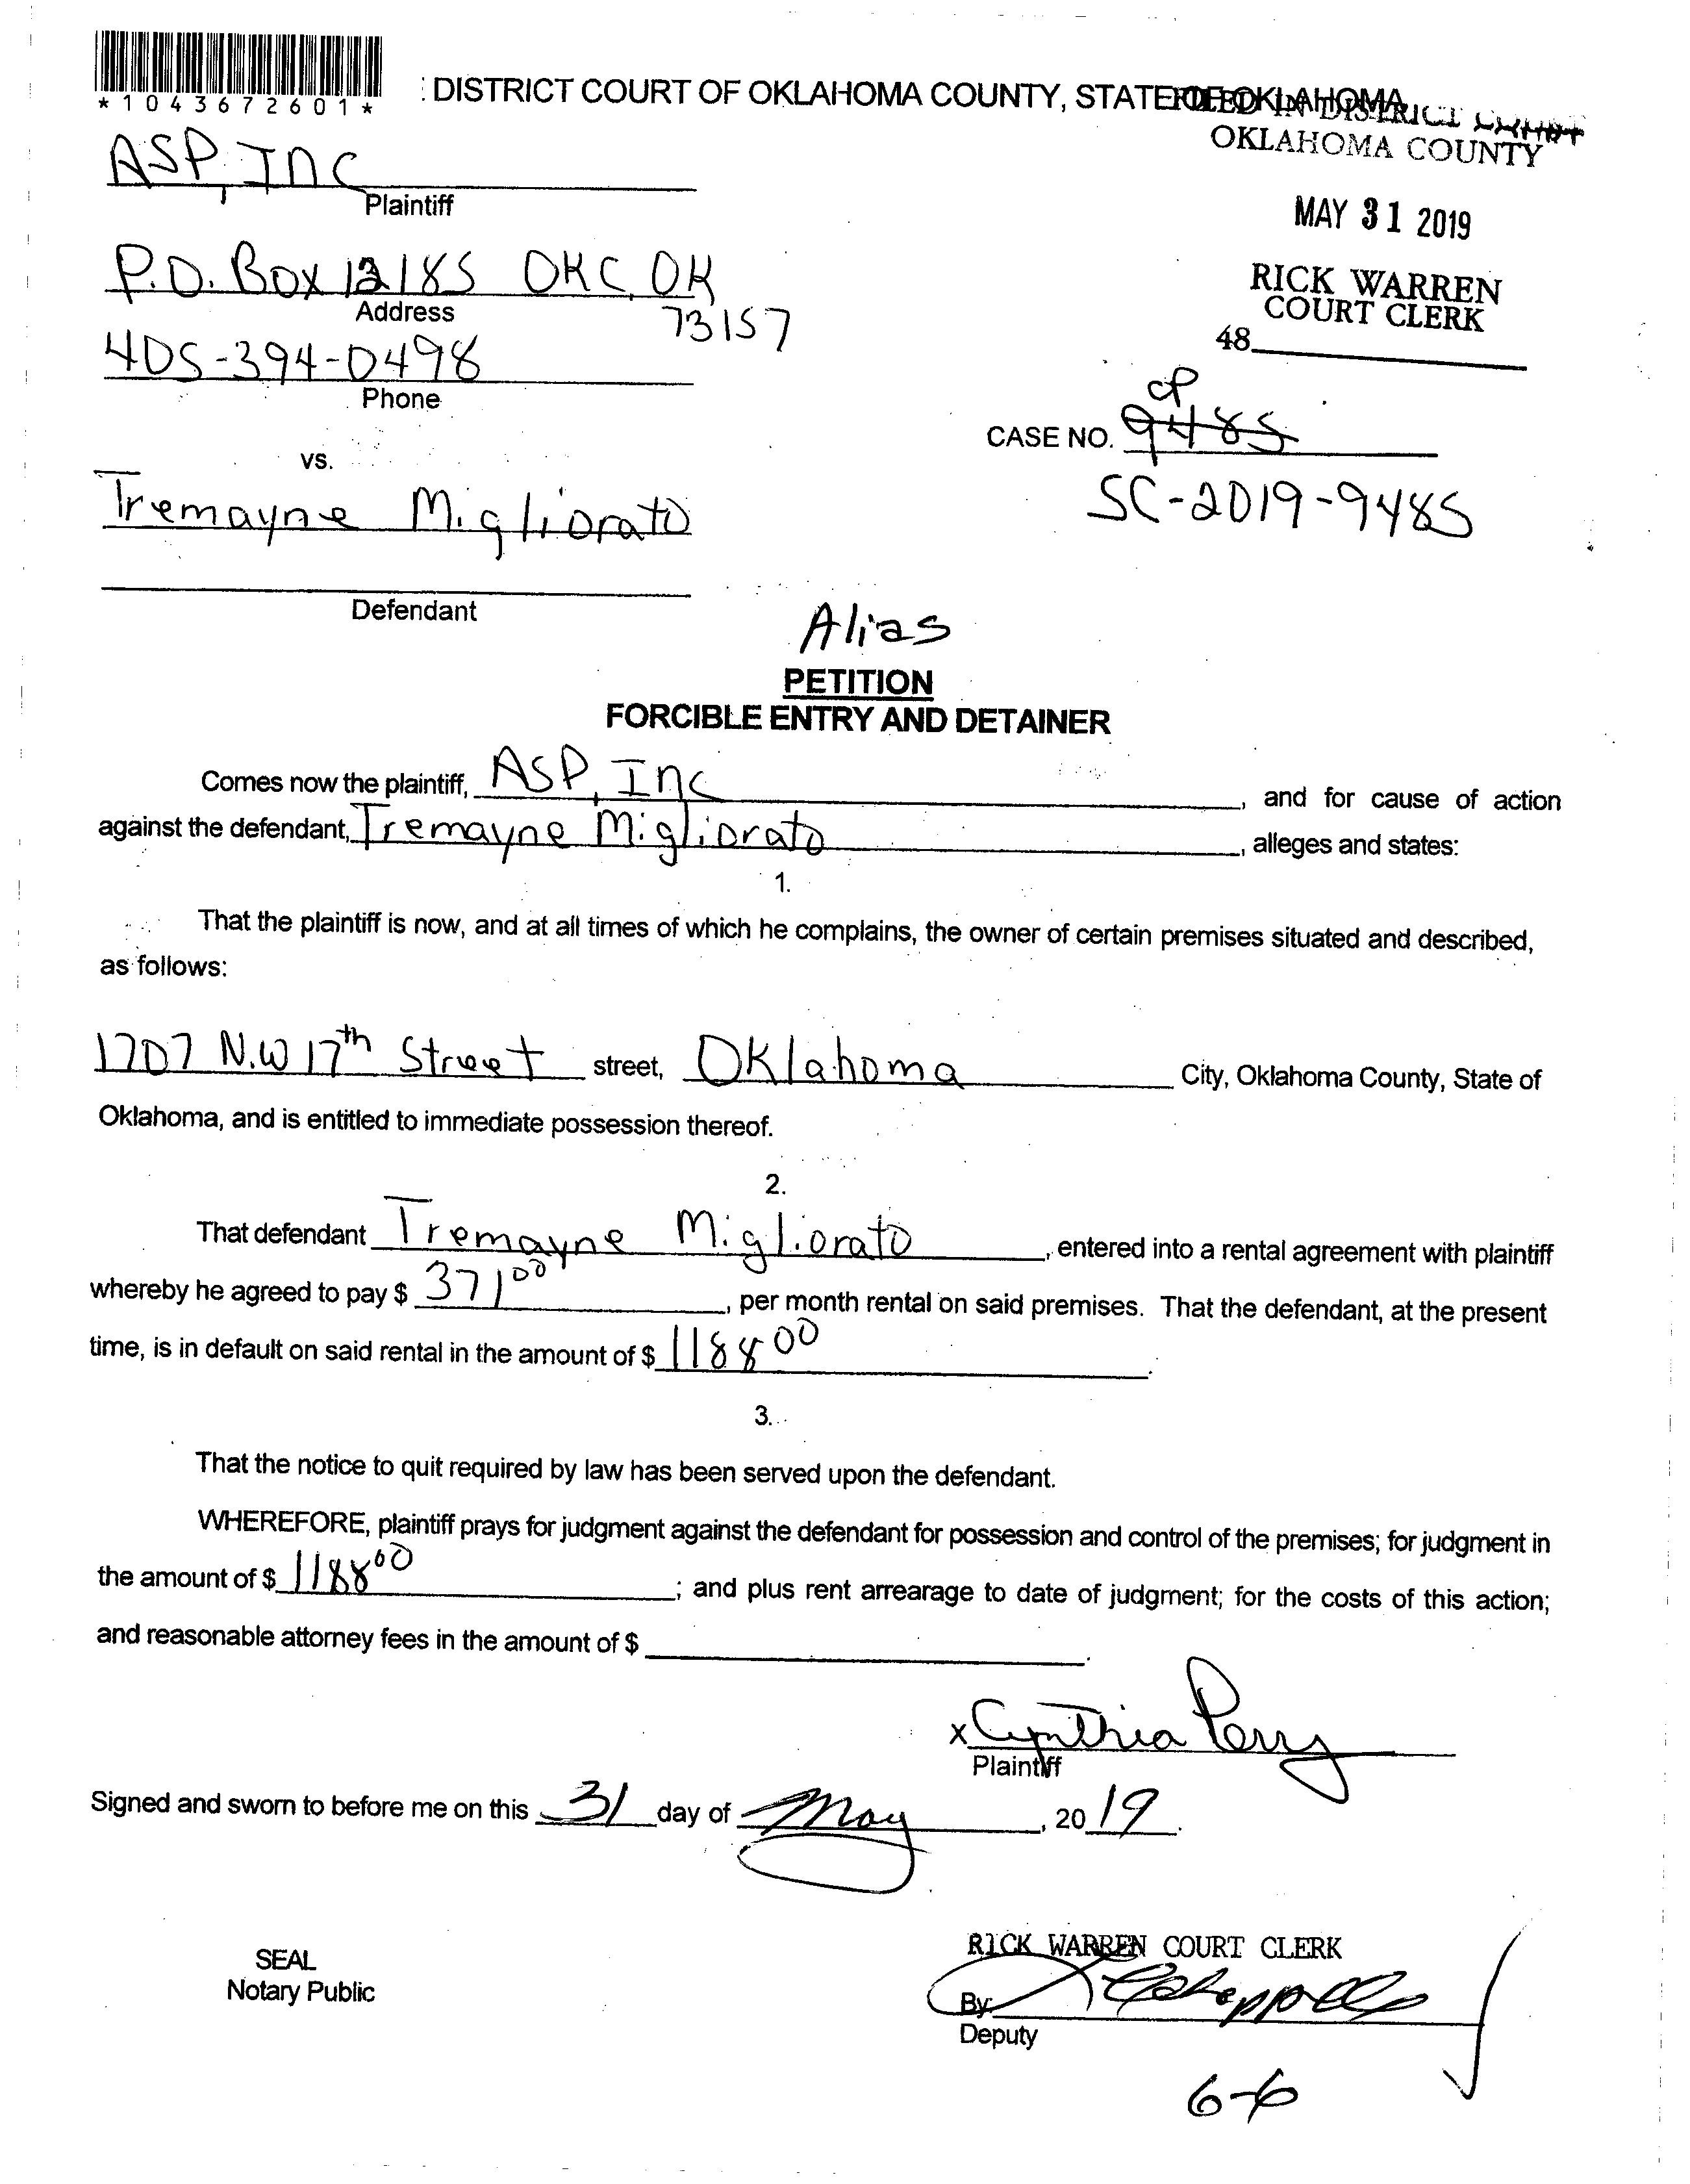 *1043672601*
: DISTRICT COURT OF OKLAHOMA COUNTY, STATE OF OKLAHOMA
FILED IN DISTRICT COURT
OKLAHOMA COUNTY
ASP, Inc
Plaintiff
MAY 31 2019
P.O. Box 12185 OKC, OK
73157
Address
RICK WARREN
COURT CLERK
405-394-0498
Phone
48
CP
CASE NO. 9485
vs.
SC-2019-9485
Tremayne Migliorato
Defendant
Alias
PETITION
FORCIBLE ENTRY AND DETAINER
Comes now the plaintiff, ASP, Inc, and for cause of action
against the defendant, Tremayne Migliorato, alleges and states:
1.
That the plaintiff is now, and at all times of which he complains, the owner of certain premises situated and described,
as follows:
1707 N.W 17th Street street, Oklahoma City, Oklahoma County, State of
Oklahoma, and is entitled to immediate possession thereof.
2.
That defendant Tremayne Migliorato, entered into a rental agreement with plaintiff
whereby he agreed to pay $ 371 00, per month rental on said premises. That the defendant, at the present
time, is in default on said rental in the amount of $ 1188 00.
3.
That the notice to quit required by law has been served upon the defendant.
WHEREFORE, plaintiff prays for judgment against the defendant for possession and control of the premises; for judgment in
the amount of $ 1188 00; and plus rent arrearage to date of judgment; for the costs of this action;
and reasonable attorney fees in the amount of $
x Cynthia Perry
Plaintiff
Signed and sworn to before me on this 31 day of May, 2019.
SEAL
Notary Public
RICK WARREN COURT CLERK
By:
Deputy
6-6